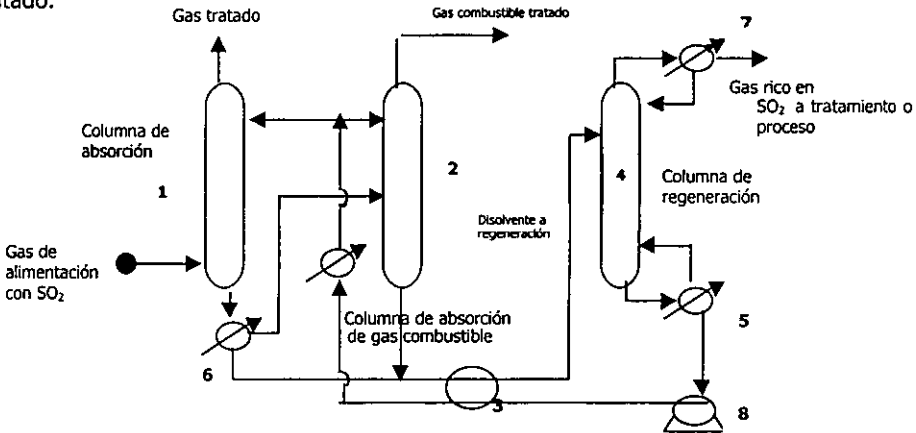 stado.
Gas tratado
Gas combustible tratado
7
Gas rico en
SO₂ a tratamiento o
proceso
Columna de
absorción
1
2
4
Columna de
regeneración
Disolvente a
regeneración
Gas de
alimentación
con SO₂
Columna de absorción
de gas combustible
5
6
3
8